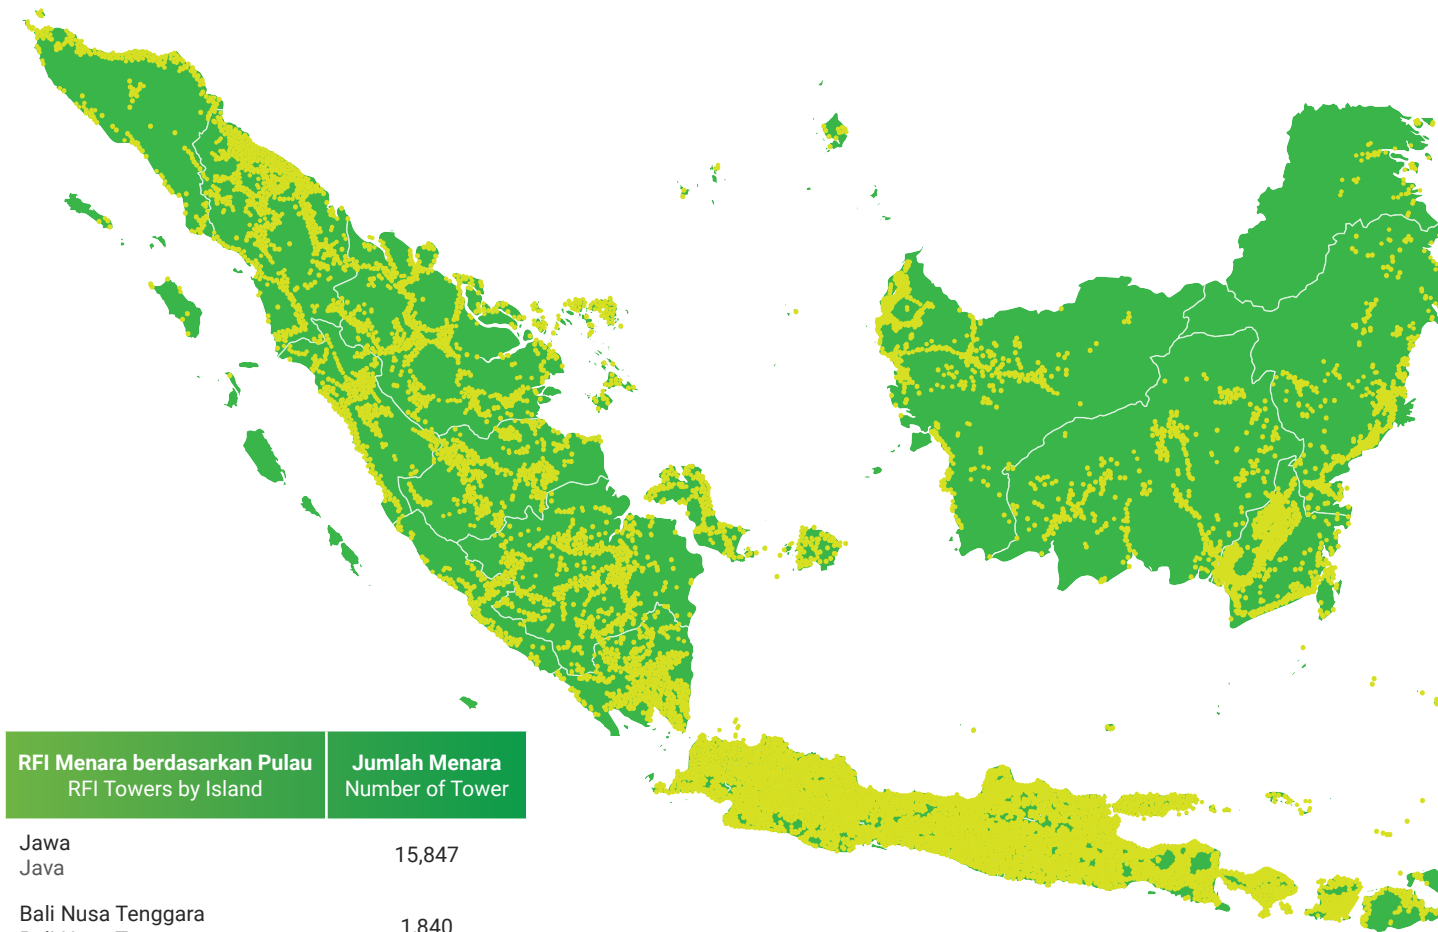 RFI Menara berdasarkan Pulau
RFI Towers by Island
Jumlah Menara
Number of Tower
Jawa
Java
15,847
Bali Nusa Tenggara
1,840